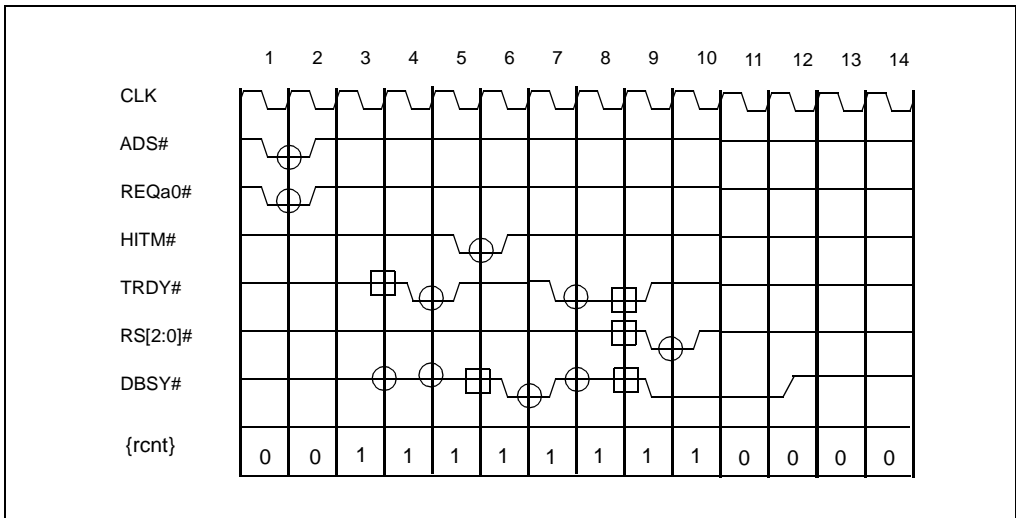 1 2 3 4 5 6 7 8 9 10 11 12 13 14
CLK
ADS#
REQa0#
HITM#
TRDY#
RS[2:0]#
DBSY#
{rcnt} 0 0 1 1 1 1 1 1 1 1 0 0 0 0